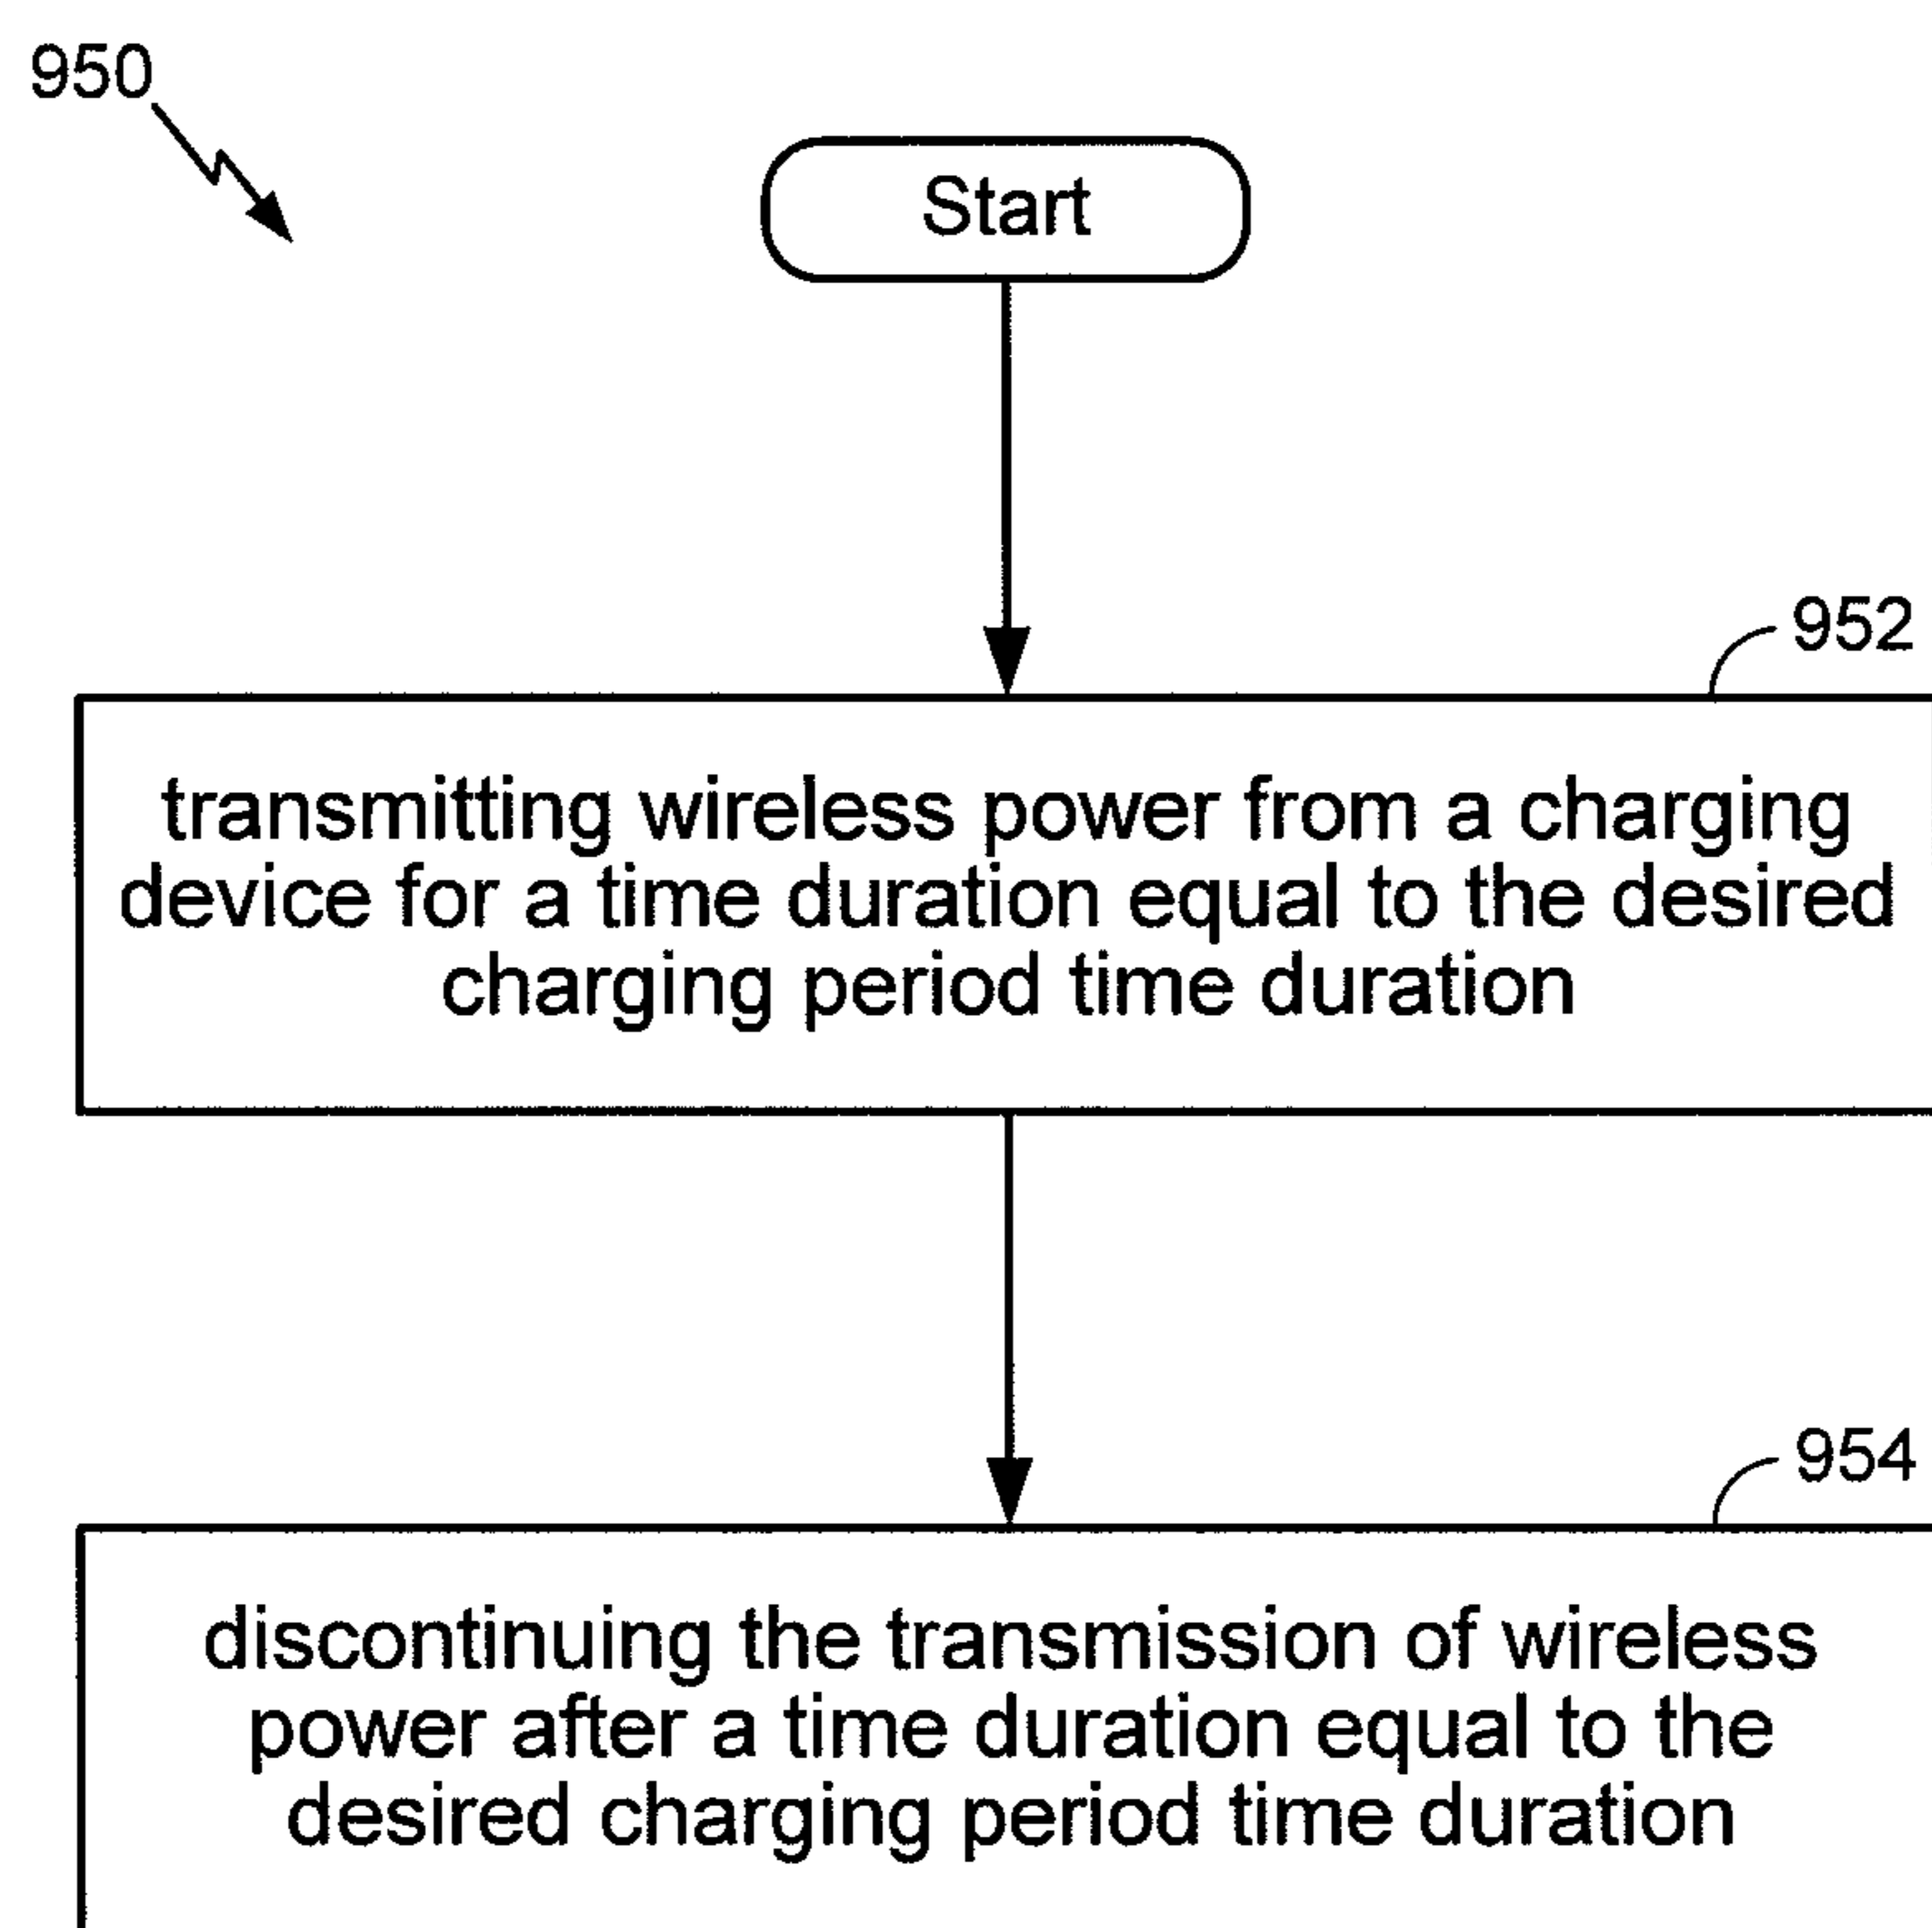 950
Start
952
transmitting wireless power from a charging
device for a time duration equal to the desired
charging period time duration
954
discontinuing the transmission of wireless
power after a time duration equal to the
desired charging period time duration